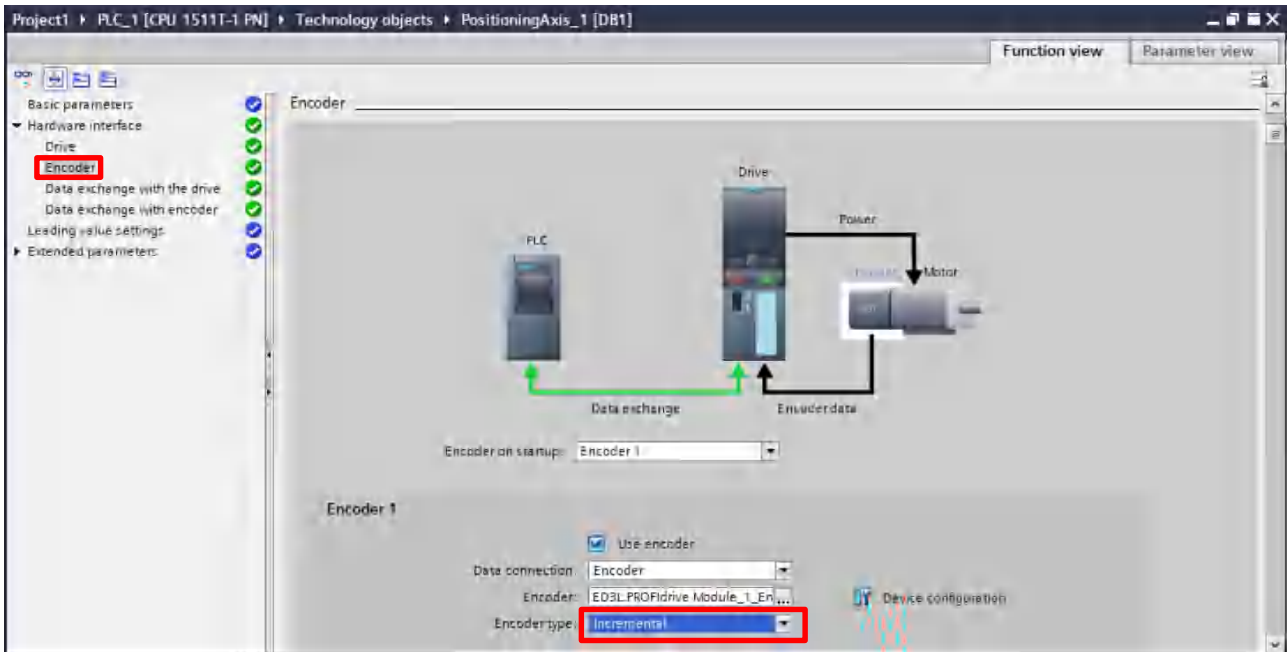 Project1 ▸ PLC_1 [CPU 1511T-1 PN] ▸ Technology objects ▸ PositioningAxis_1 [DB1]
Function view
Parameter view
Basic parameters
Hardware interface
Drive
Encoder
Data exchange with the drive
Data exchange with encoder
Leading value settings
Extended parameters
Encoder
Drive
Power
PLC
Motor
Data exchange
Encoder data
Encoder on startup: Encoder 1
Encoder 1
Use encoder
Data connection: Encoder
Encoder: ED3L.PROFIdrive Module_1_En ...
Device configuration
Encoder type: Incremental